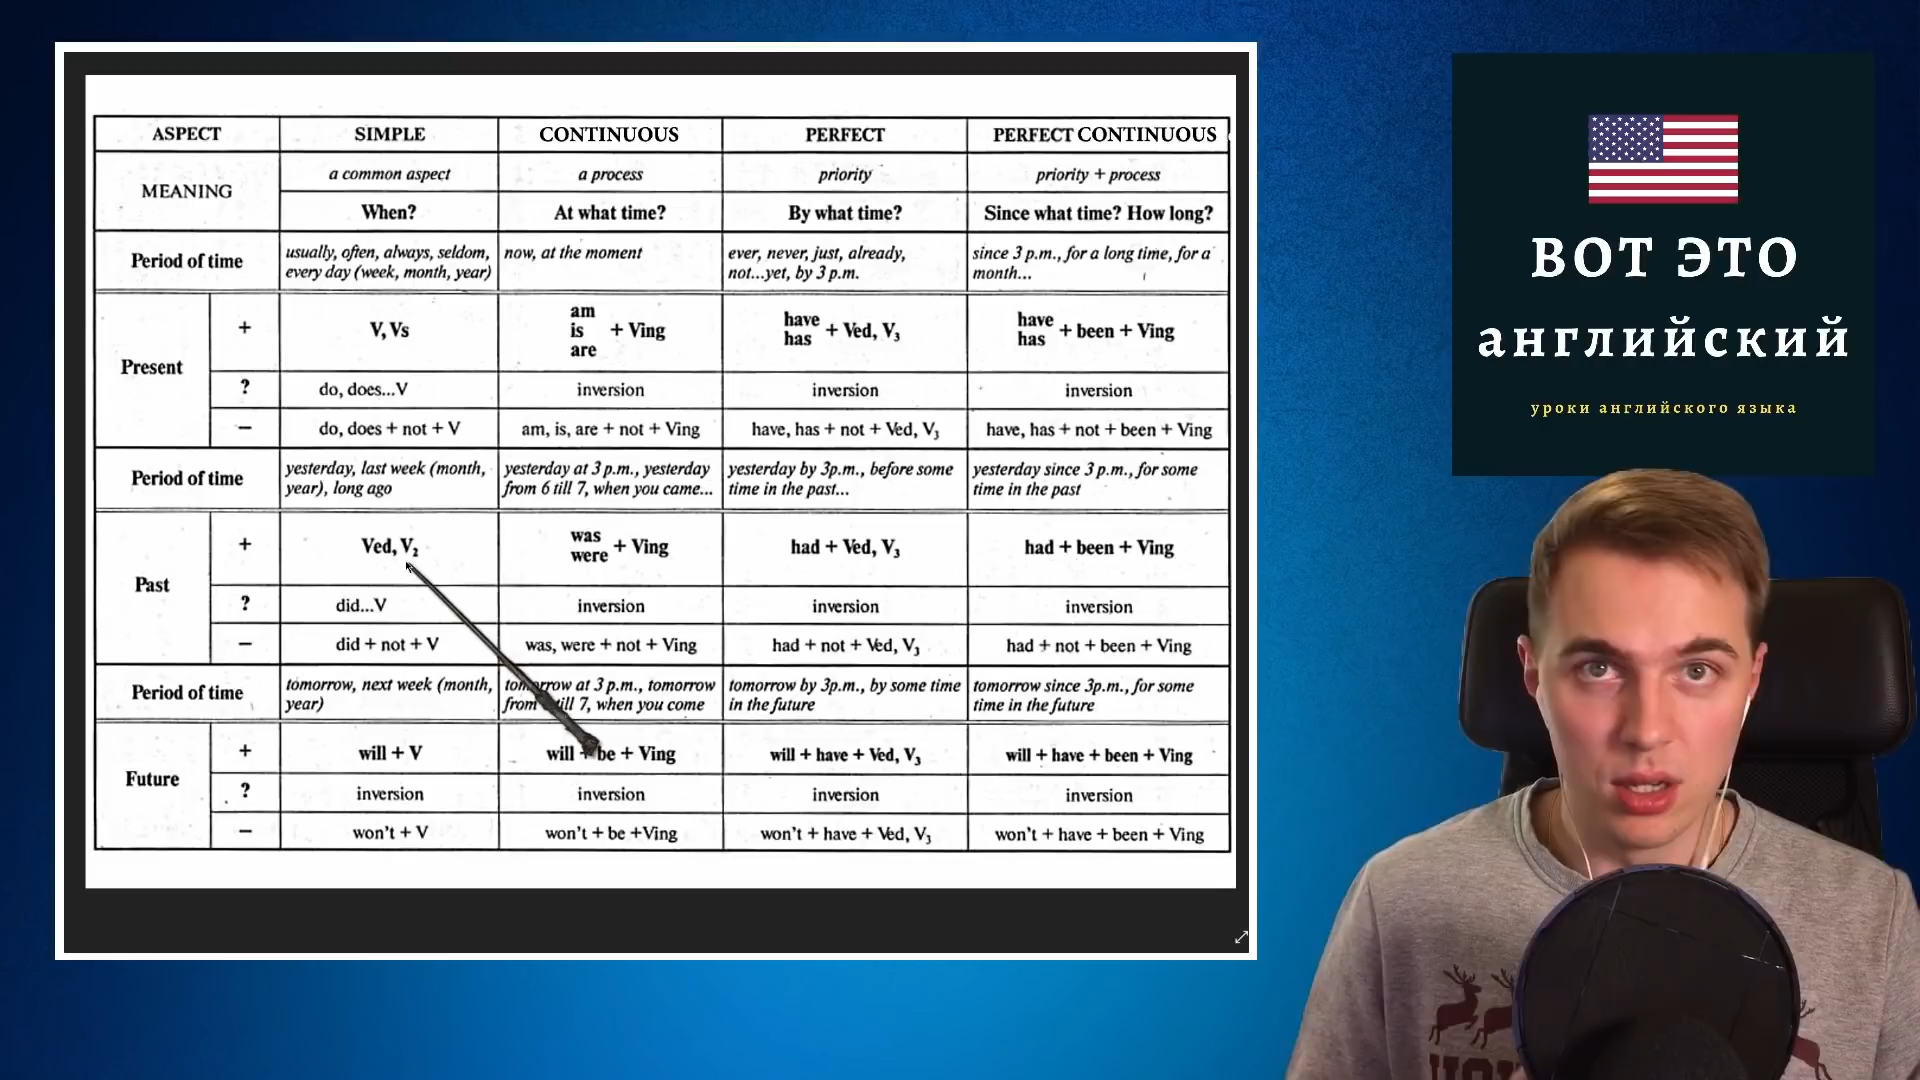 ASPECT SIMPLE CONTINUOUS PERFECT PERFECT CONTINUOUS
MEANING
a common aspect a process priority priority + process
When? At what time? By what time? Since what time? How long?
Period of time
usually, often, always, seldom, now, at the moment ever, never, just, already, since 3 p.m., for a long time, for a
every day (week, month, year) not...yet, by 3 p.m. month...
Present
+ V, Vs am is are + Ving have has + Ved, V₃ have has + been + Ving
? do, does...V inversion inversion inversion
− do, does + not + V am, is, are + not + Ving have, has + not + Ved, V₃ have, has + not + been + Ving
Period of time
yesterday, last week (month, yesterday at 3 p.m., yesterday yesterday by 3p.m., before some yesterday since 3 p.m., for some
year), long ago from 6 till 7, when you came... time in the past... time in the past
Past
+ Ved, V₂ was were + Ving had + Ved, V₃ had + been + Ving
? did...V inversion inversion inversion
− did + not + V was, were + not + Ving had + not + Ved, V₃ had + not + been + Ving
Period of time
tomorrow, next week (month, tomorrow at 3 p.m., tomorrow tomorrow by 3p.m., by some time tomorrow since 3p.m., for some
year) from till 7, when you come in the future time in the future
Future
+ will + V will + be + Ving will + have + Ved, V₃ will + have + been + Ving
? inversion inversion inversion inversion
− won't + V won't + be +Ving won't + have + Ved, V₃ won't + have + been + Ving
ВОТ ЭТО
английский
уроки английского языка